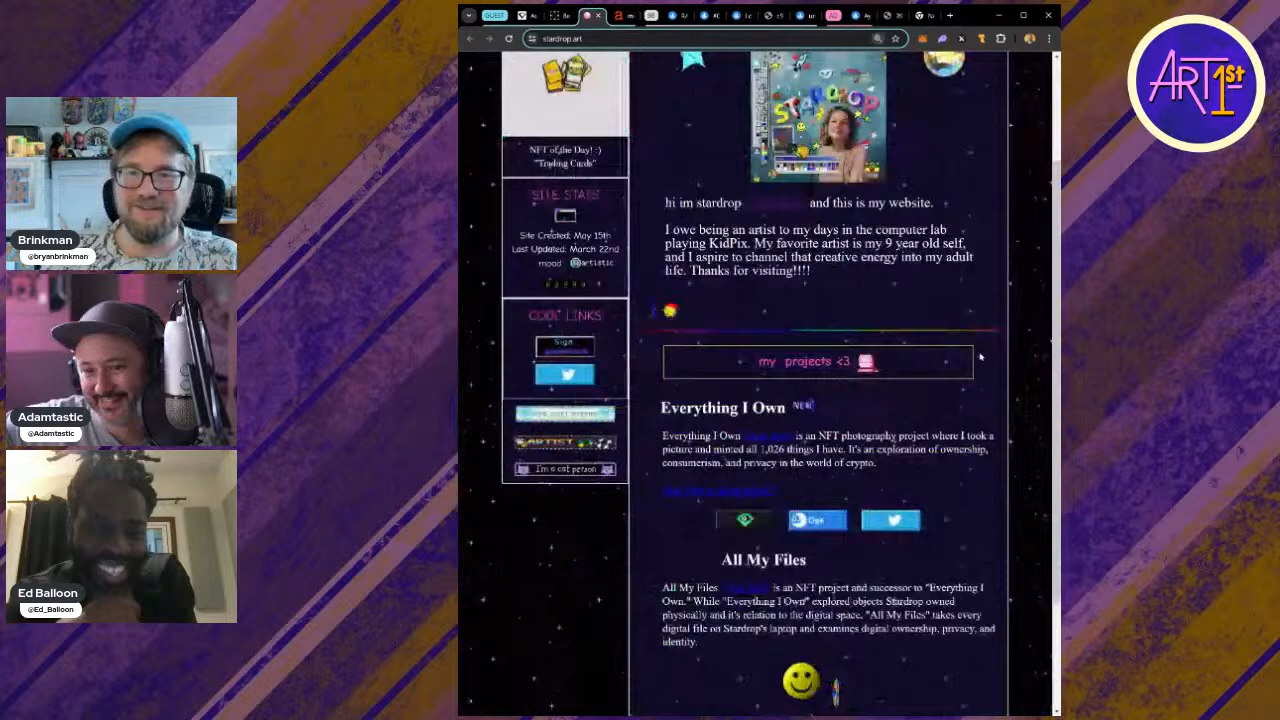 GUEST
stardrop.art
ART 1st
Brinkman
@bryanbrinkman
Adamtastic
@Adamtastic
Ed Balloon
@Ed_Balloon
NFT of the Day! :)
"Trading Cards"
SITE STATS
Site Created: May 15th
Last Updated: March 22nd
mood artistic
CODE LINKS
Sign
ARTIST
I'm a cat person
STARDROP
hi im stardrop and this is my website.
I owe being an artist to my days in the computer lab
playing KidPix. My favorite artist is my 9 year old self,
and I aspire to channel that creative energy into my adult
life. Thanks for visiting!!!!
my projects <3
Everything I Own NEW
Everything I Own is an NFT photography project where I took a
picture and minted all 1,026 things I have. It's an exploration of ownership,
consumerism, and privacy in the world of crypto.
All My Files
All My Files is an NFT project and successor to "Everything I
Own." While "Everything I Own" explored objects Stardrop owned
physically and it's relation to the digital space. "All My Files" takes every
digital file on Stardrop's laptop and examines digital ownership, privacy, and
identity.